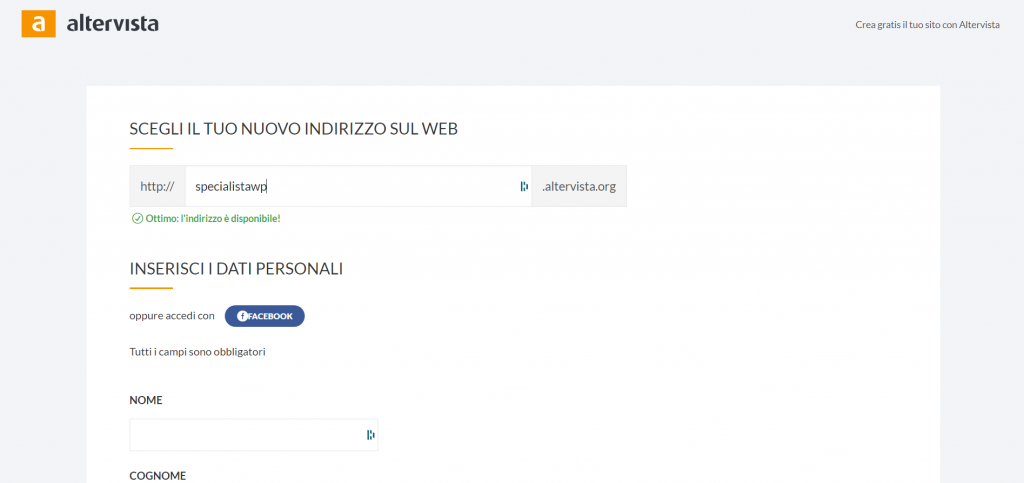 a altervista
Crea gratis il tuo sito con Altervista
SCEGLI IL TUO NUOVO INDIRIZZO SUL WEB
http:// specialistawp .altervista.org
Ottimo: l'indirizzo è disponibile!
INSERISCI I DATI PERSONALI
oppure accedi con f FACEBOOK
Tutti i campi sono obbligatori
NOME
COGNOME